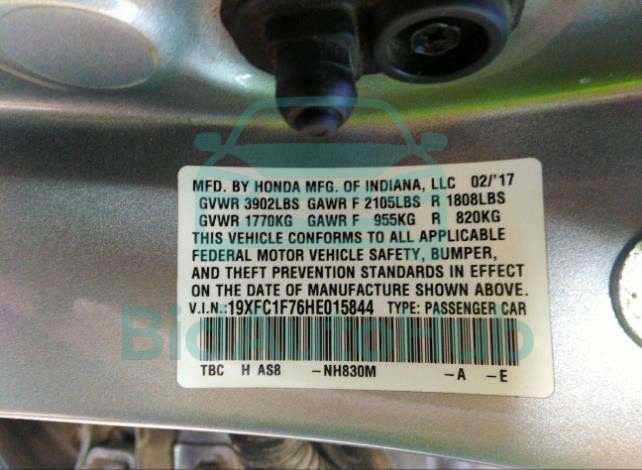 MFD. BY HONDA MFG. OF INDIANA, LLC 02/'17
GVWR 3902LBS GAWR F 2105LBS R 1808LBS
GVWR 1770KG GAWR F 955KG R 820KG
THIS VEHICLE CONFORMS TO ALL APPLICABLE
FEDERAL MOTOR VEHICLE SAFETY, BUMPER,
AND THEFT PREVENTION STANDARDS IN EFFECT
ON THE DATE OF MANUFACTURE SHOWN ABOVE.
V.I.N.:19XFC1F76HE015844 TYPE: PASSENGER CAR
BidAutoHub
TBC H AS8 -NH830M -A -E